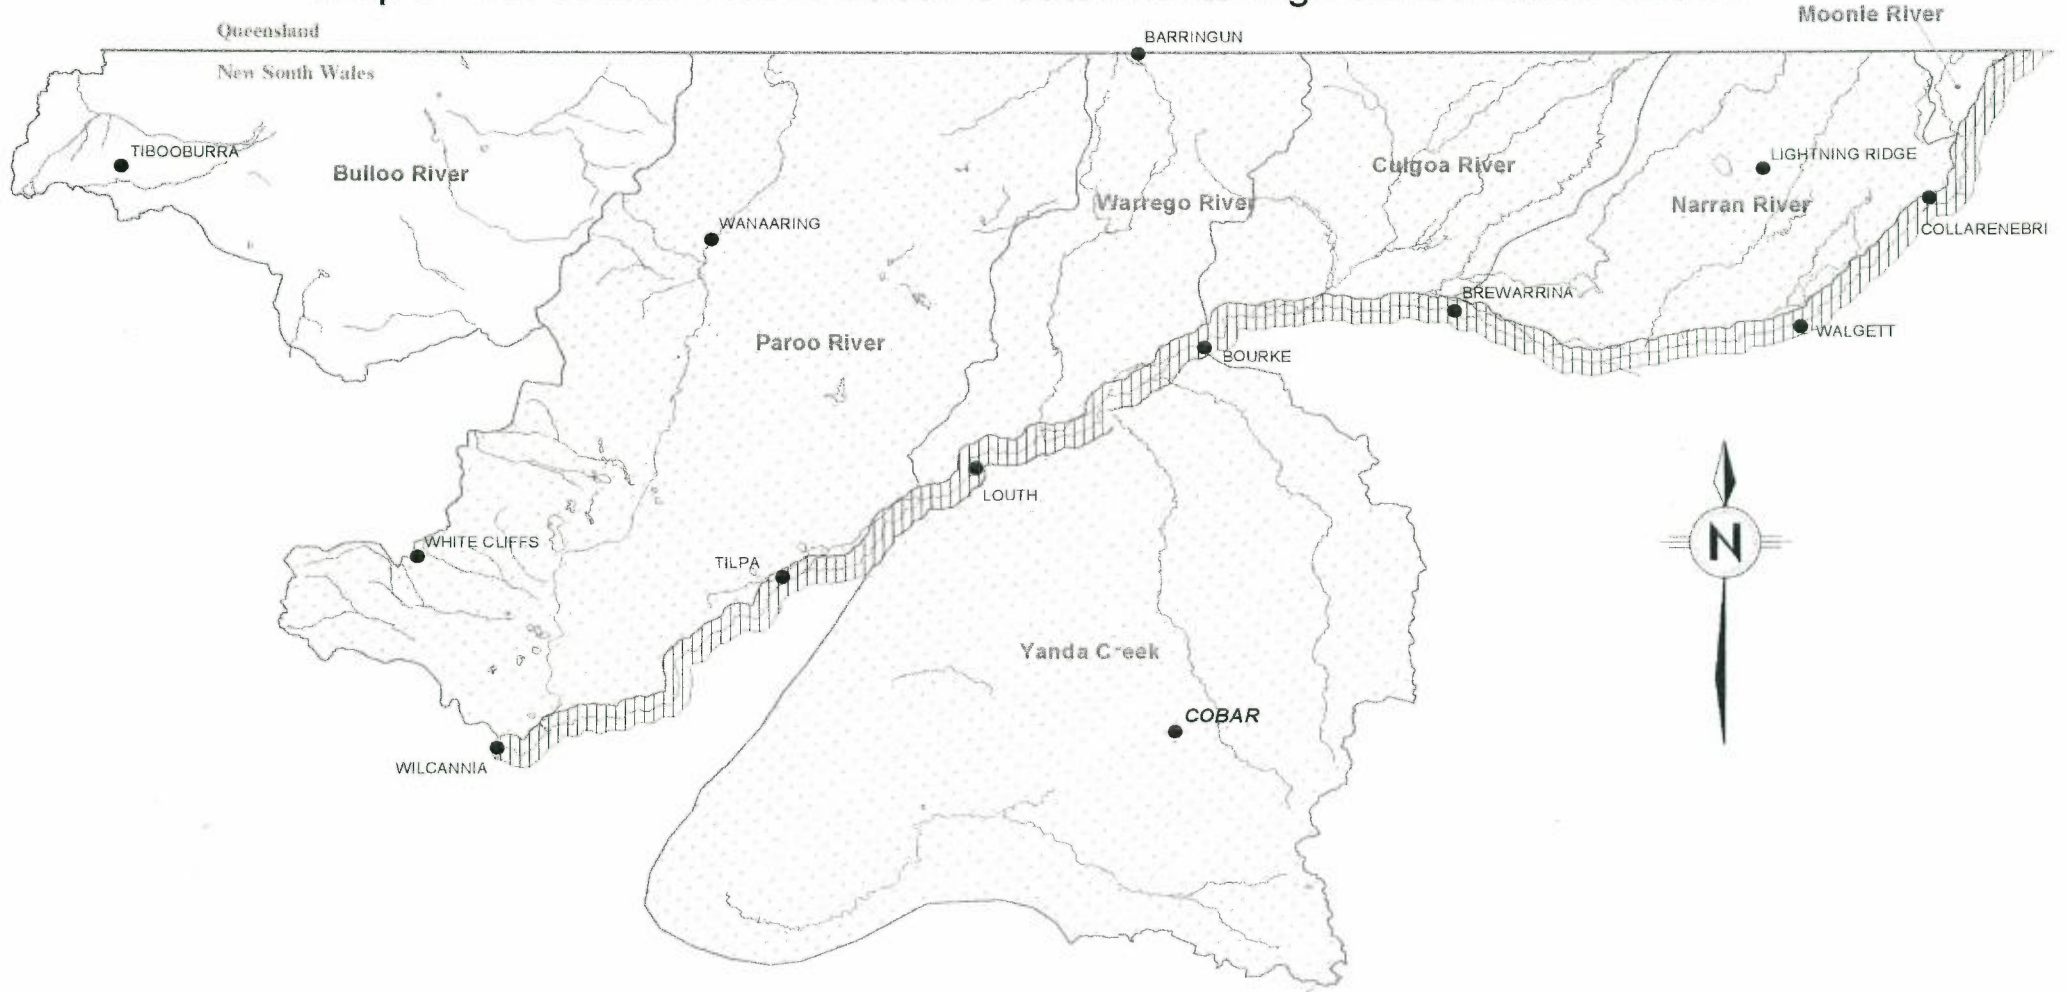 Moonie River
Queensland
BARRINGUN
New South Wales
TIBOOBURRA
Bulloo River
Culgoa River
LIGHTNING RIDGE
Warrego River
Narran River
WANAARING
COLLARENEBRI
BREWARRINA
WALGETT
Paroo River
BOURKE
LOUTH
WHITE CLIFFS
TILPA
N
Yanda Creek
COBAR
WILCANNIA